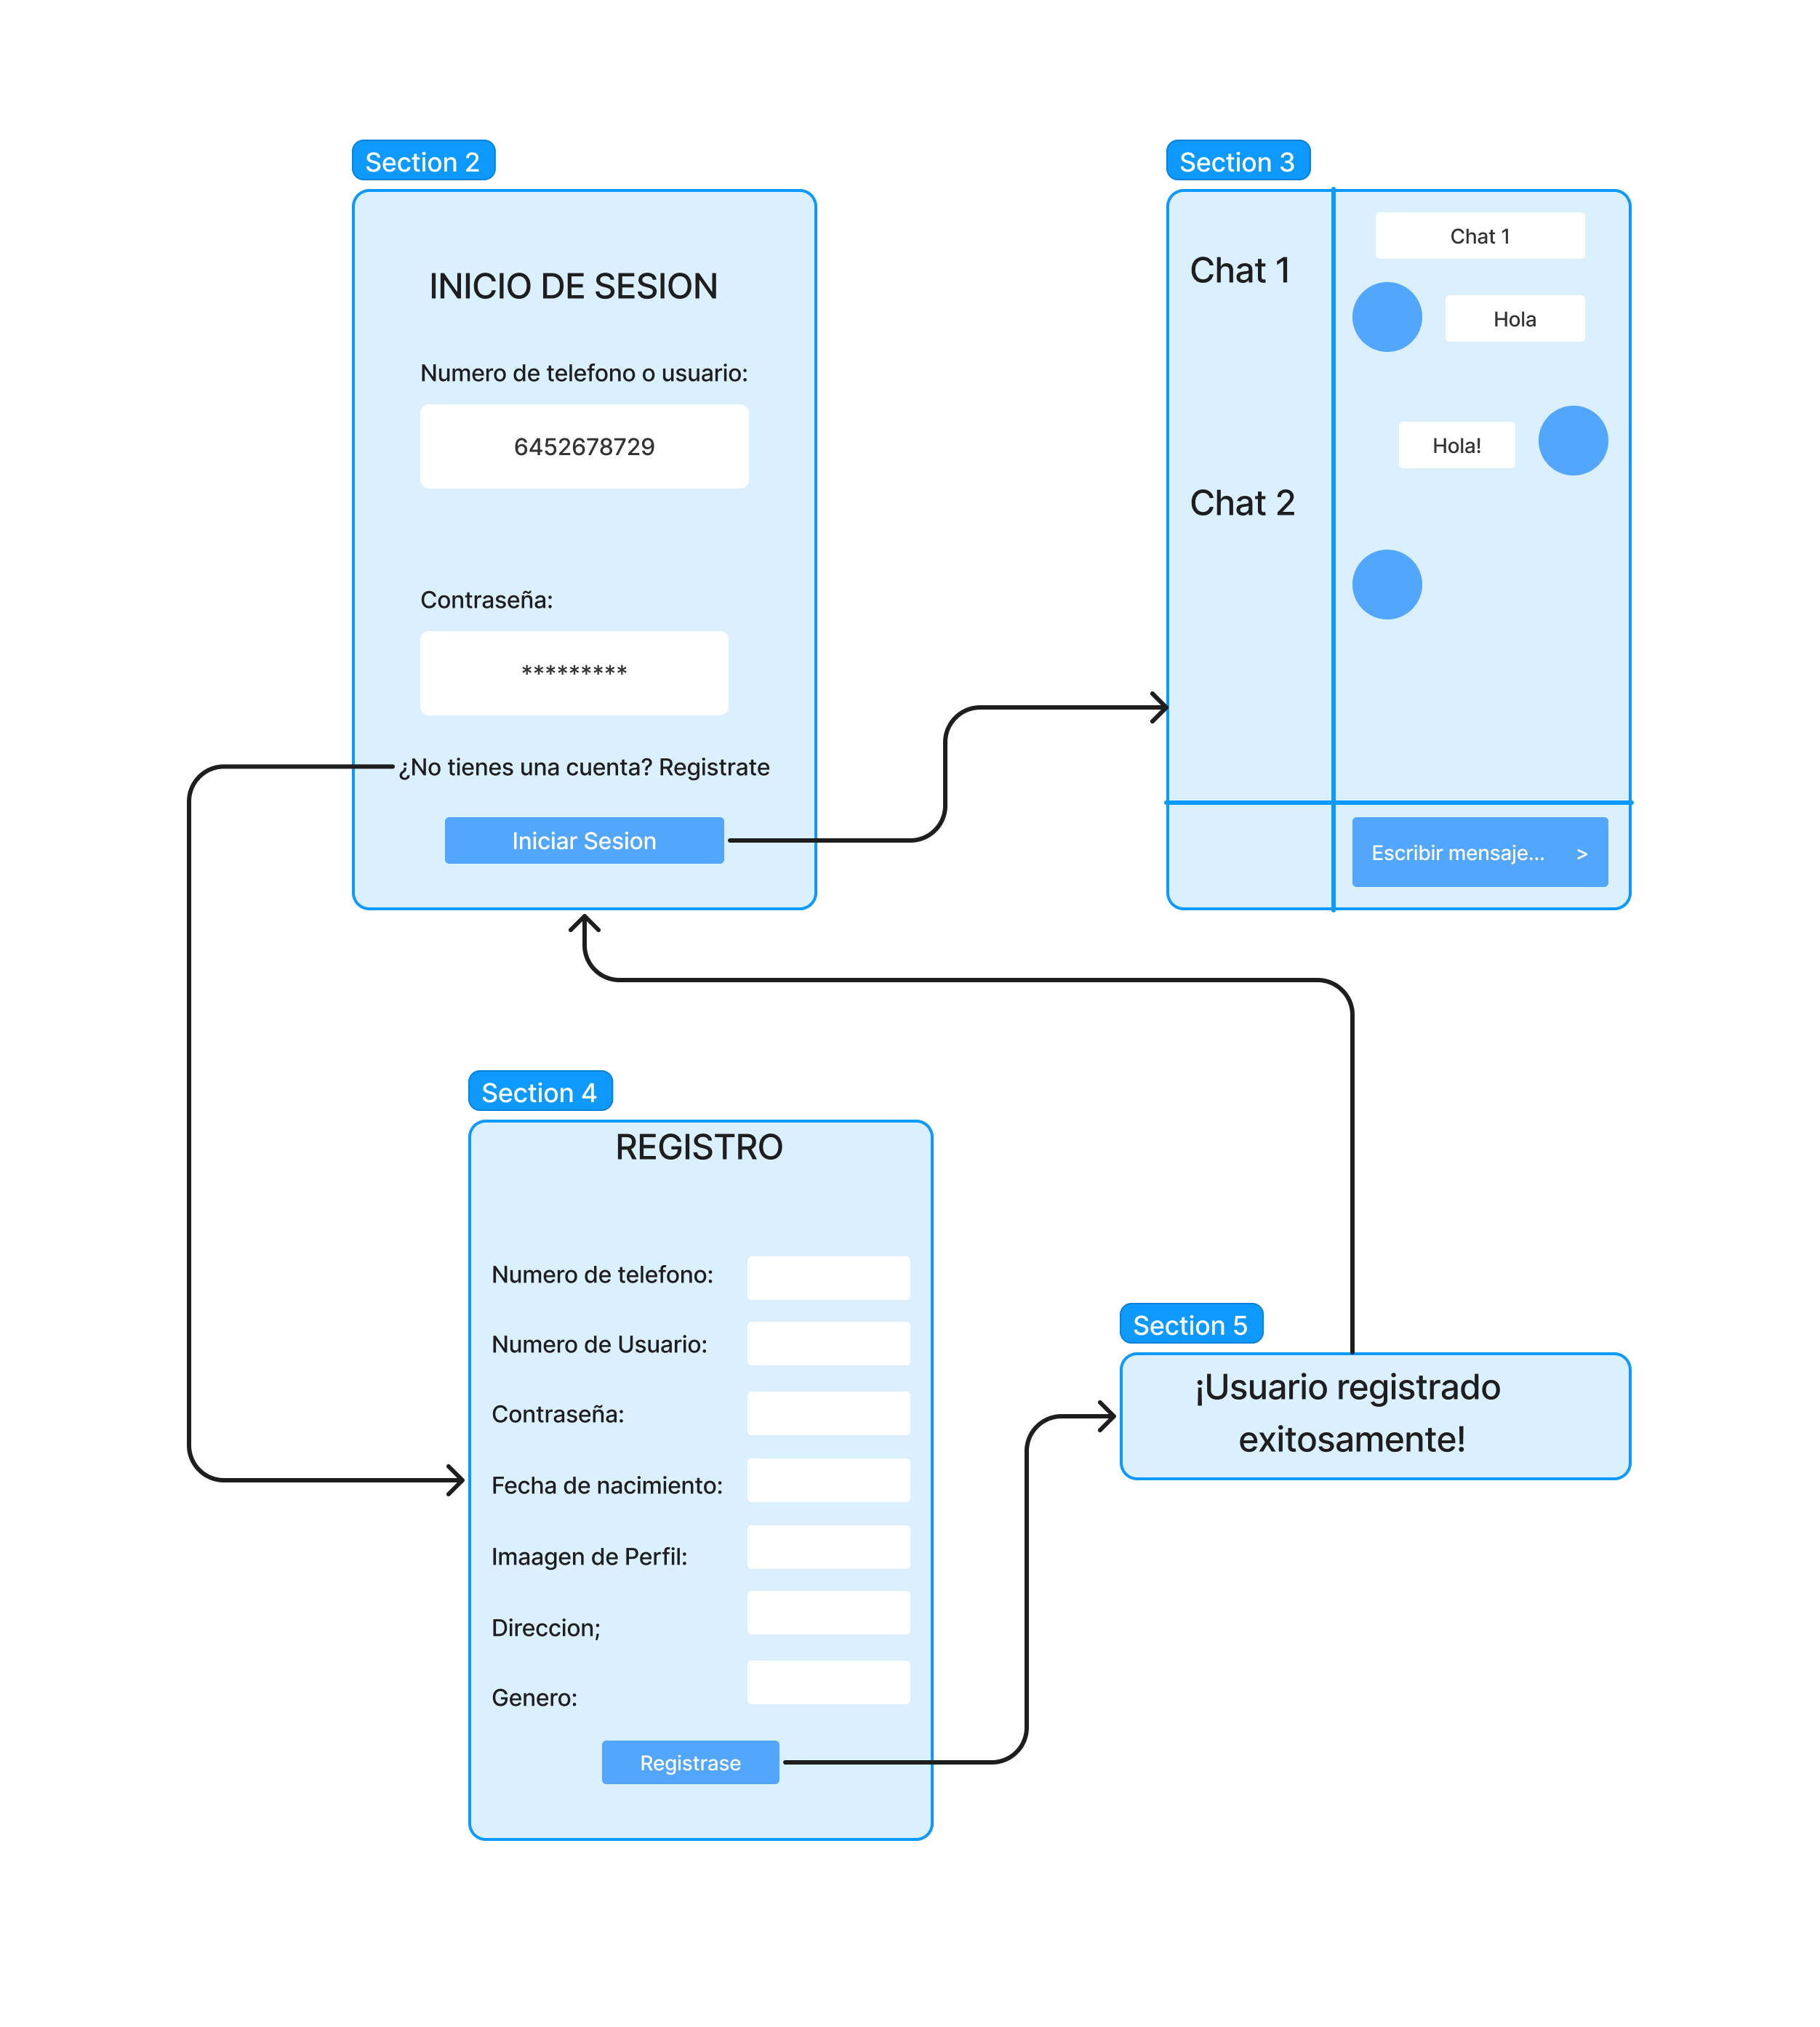 Section 2
INICIO DE SESION
Numero de telefono o usuario:
6452678729
Contraseña:
*********
¿No tienes una cuenta? Registrate
Iniciar Sesion
Section 3
Chat 1
Chat 2
Chat 1
Hola
Hola!
Escribir mensaje... >
Section 4
REGISTRO
Numero de telefono:
Numero de Usuario:
Contraseña:
Fecha de nacimiento:
Imaagen de Perfil:
Direccion;
Genero:
Registrase
Section 5
¡Usuario registrado
exitosamente!